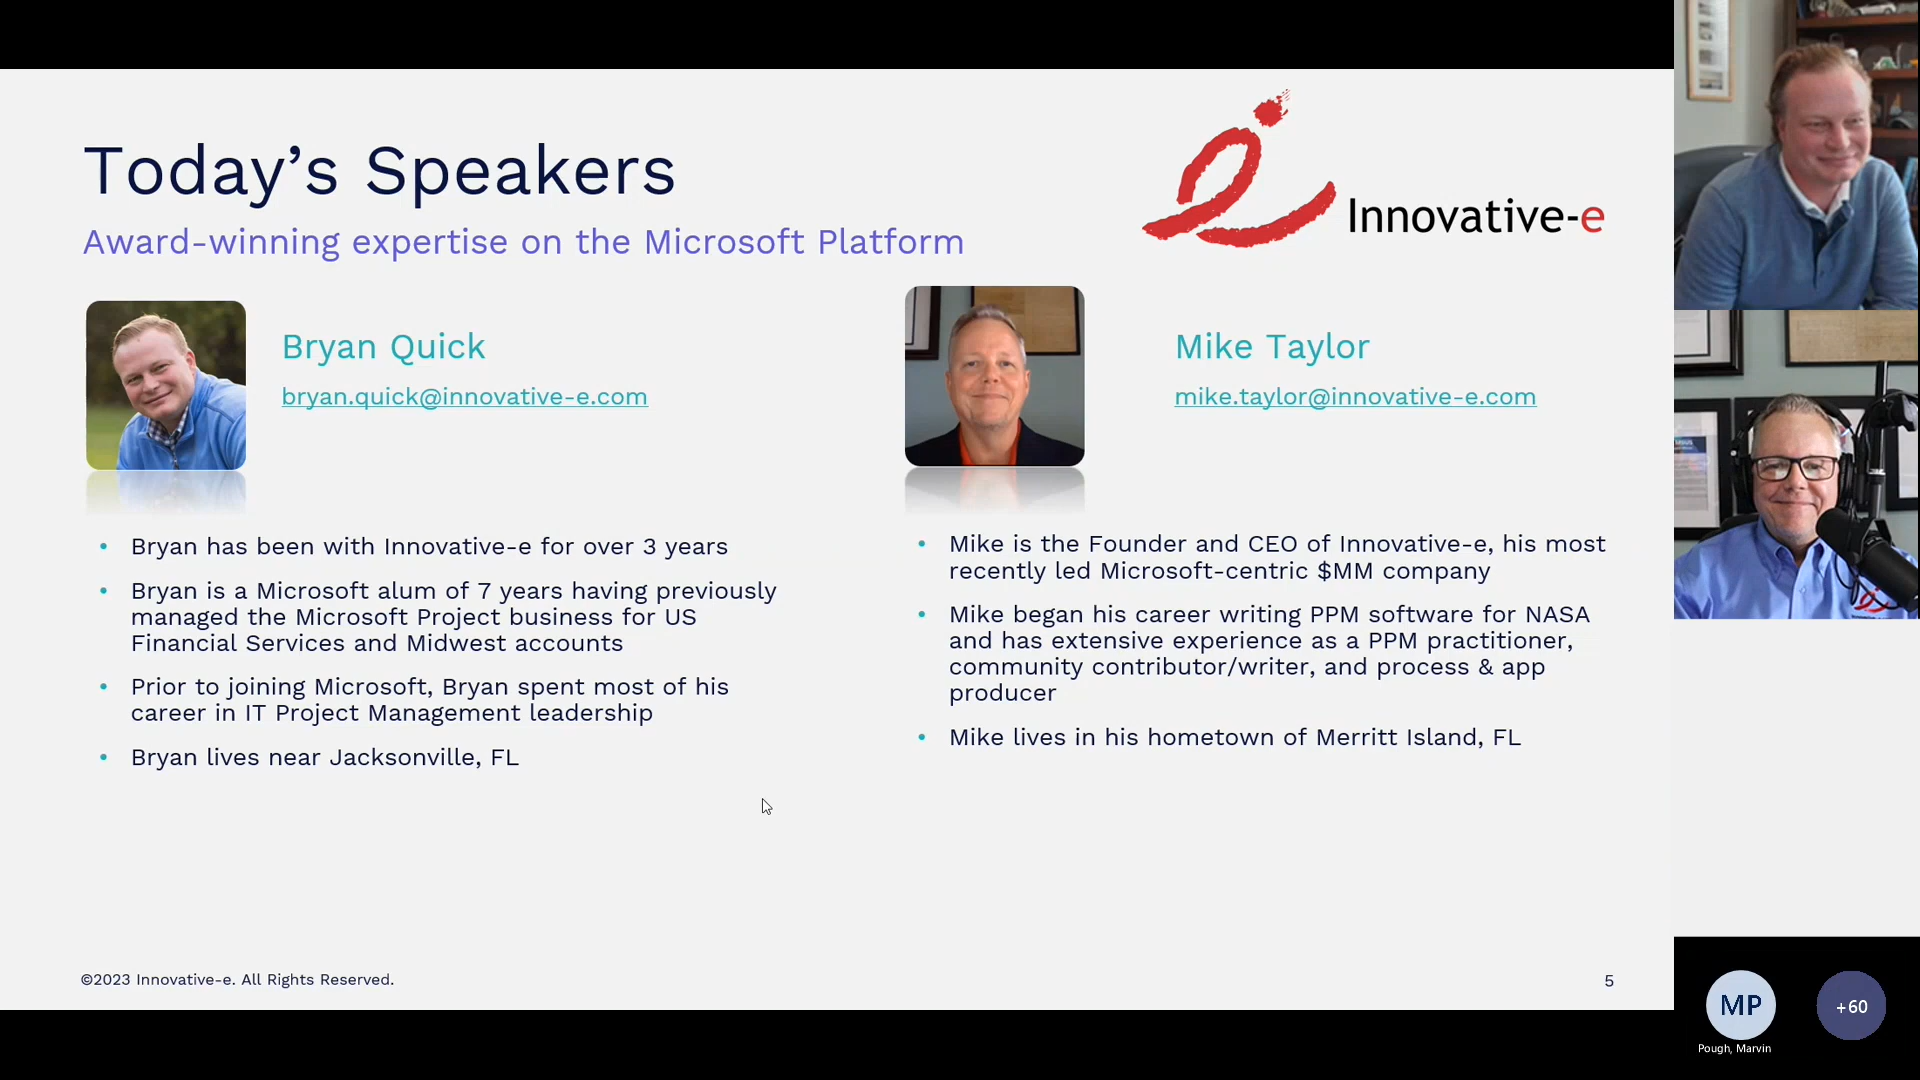 Today’s Speakers
Award-winning expertise on the Microsoft Platform
Innovative-e
Bryan Quick
bryan.quick@innovative-e.com
• Bryan has been with Innovative-e for over 3 years
• Bryan is a Microsoft alum of 7 years having previously
managed the Microsoft Project business for US
Financial Services and Midwest accounts
• Prior to joining Microsoft, Bryan spent most of his
career in IT Project Management leadership
• Bryan lives near Jacksonville, FL
Mike Taylor
mike.taylor@innovative-e.com
• Mike is the Founder and CEO of Innovative-e, his most
recently led Microsoft-centric $MM company
• Mike began his career writing PPM software for NASA
and has extensive experience as a PPM practitioner,
community contributor/writer, and process & app
producer
• Mike lives in his hometown of Merritt Island, FL
©2023 Innovative-e. All Rights Reserved.
5
MP
+60
Pough, Marvin